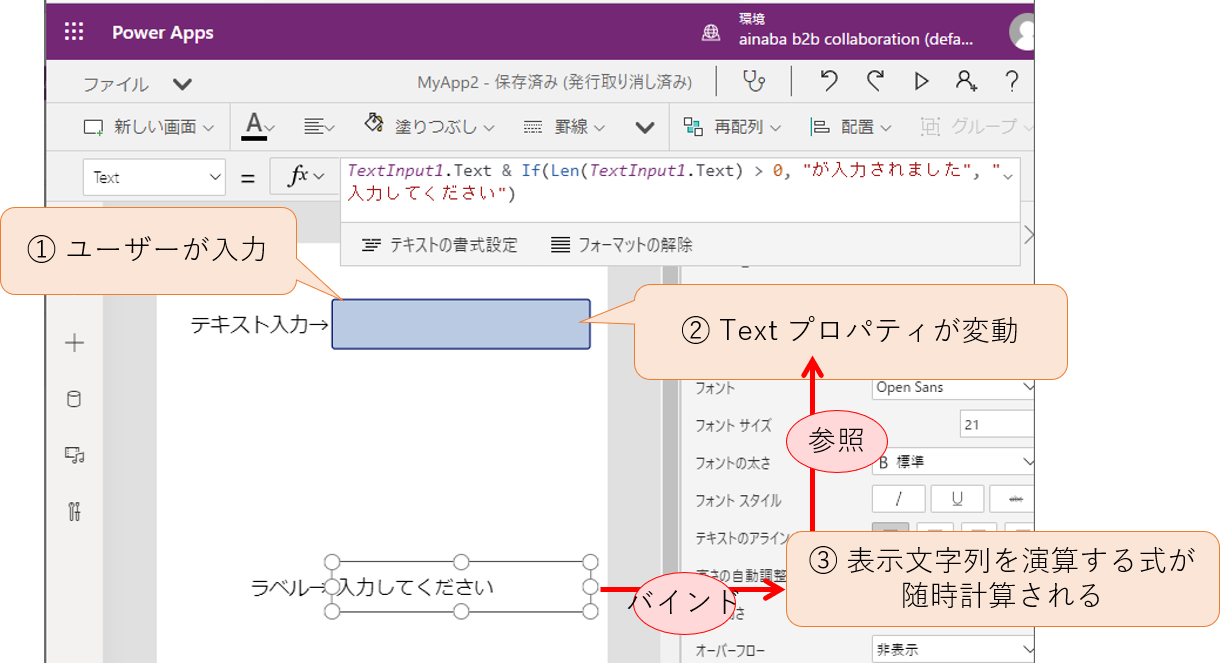 Power Apps
環境
ainaba b2b collaboration (defa...
ファイル
MyApp2 - 保存済み (発行取り消し済み)
新しい画面
A
塗りつぶし
罫線
再配列
配置
グループ
Text
=
fx
TextInput1.Text & If(Len(TextInput1.Text) > 0, "が入力されました", "
入力してください")
テキストの書式設定
フォーマットの解除
① ユーザーが入力
テキスト入力→
② Text プロパティが変動
フォント
Open Sans
フォント サイズ
21
参照
フォントの太さ
B 標準
フォント スタイル
/
U
abc
テキストのアライン
③ 表示文字列を演算する式が
随時計算される
ラベル→
入力してください
高さの自動調整
バインド
さ
オーバーフロー
非表示